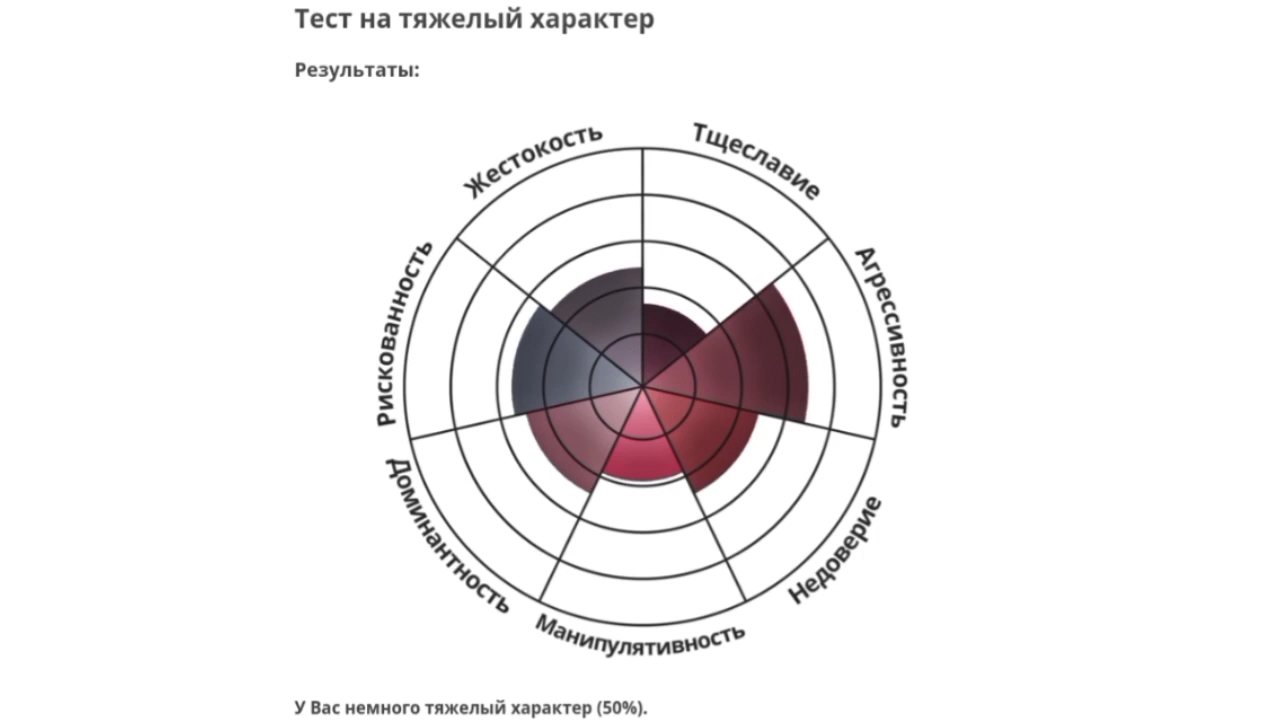 Тест на тяжелый характер
Результаты:
Жестокость
Тщеславие
Рискованность
Агрессивность
Доминантность
Недоверие
Манипулятивность
У Вас немного тяжелый характер (50%).